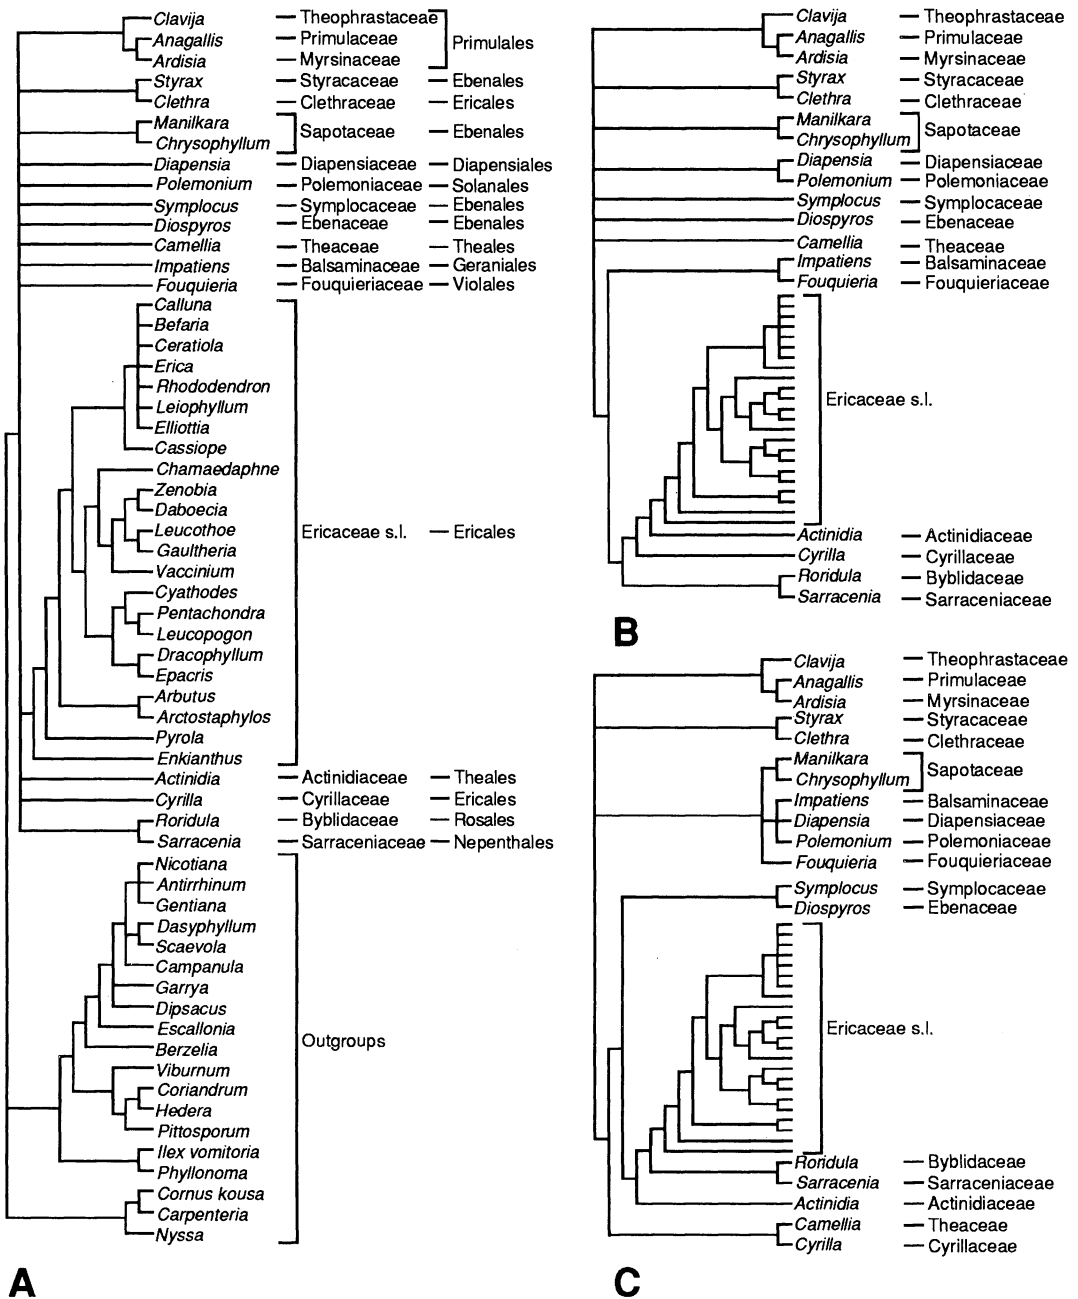 Clavija — Theophrastaceae
Anagallis — Primulaceae
Primulales
Ardisia — Myrsinaceae
Styrax — Styracaceae — Ebenales
Clethra — Clethraceae — Ericales
Manilkara
Sapotaceae — Ebenales
Chrysophyllum
Diapensia — Diapensiaceae — Diapensiales
Polemonium — Polemoniaceae — Solanales
Symplocus — Symplocaceae — Ebenales
Diospyros — Ebenaceae — Ebenales
Camellia — Theaceae — Theales
Impatiens — Balsaminaceae — Geraniales
Fouquieria — Fouquieriaceae — Violales
Calluna
Befaria
Ceratiola
Erica
Rhododendron
Leiophyllum
Elliottia
Cassiope
Chamaedaphne
Zenobia
Daboecia
Leucothoe
Ericaceae s.l. — Ericales
Gaultheria
Vaccinium
Cyathodes
Pentachondra
Leucopogon
Dracophyllum
Epacris
Arbutus
Arctostaphylos
Pyrola
Enkianthus
Actinidia — Actinidiaceae — Theales
Cyrilla — Cyrillaceae — Ericales
Roridula — Byblidaceae — Rosales
Sarracenia — Sarraceniaceae — Nepenthales
Nicotiana
Antirrhinum
Gentiana
Dasyphyllum
Scaevola
Campanula
Garrya
Dipsacus
Escallonia
Outgroups
Berzelia
Viburnum
Coriandrum
Hedera
Pittosporum
Ilex vomitoria
Phyllonoma
Cornus kousa
Carpenteria
Nyssa
A
Clavija — Theophrastaceae
Anagallis — Primulaceae
Ardisia — Myrsinaceae
Styrax — Styracaceae
Clethra — Clethraceae
Manilkara
Sapotaceae
Chrysophyllum
Diapensia — Diapensiaceae
Polemonium — Polemoniaceae
Symplocus — Symplocaceae
Diospyros — Ebenaceae
Camellia — Theaceae
Impatiens — Balsaminaceae
Fouquieria — Fouquieriaceae
Ericaceae s.l.
Actinidia — Actinidiaceae
Cyrilla — Cyrillaceae
Roridula — Byblidaceae
Sarracenia — Sarraceniaceae
B
Clavija — Theophrastaceae
Anagallis — Primulaceae
Ardisia — Myrsinaceae
Styrax — Styracaceae
Clethra — Clethraceae
Manilkara
Sapotaceae
Chrysophyllum
Impatiens — Balsaminaceae
Diapensia — Diapensiaceae
Polemonium — Polemoniaceae
Fouquieria — Fouquieriaceae
Symplocus — Symplocaceae
Diospyros — Ebenaceae
Ericaceae s.l.
Roridula — Byblidaceae
Sarracenia — Sarraceniaceae
Actinidia — Actinidiaceae
Camellia — Theaceae
Cyrilla — Cyrillaceae
C